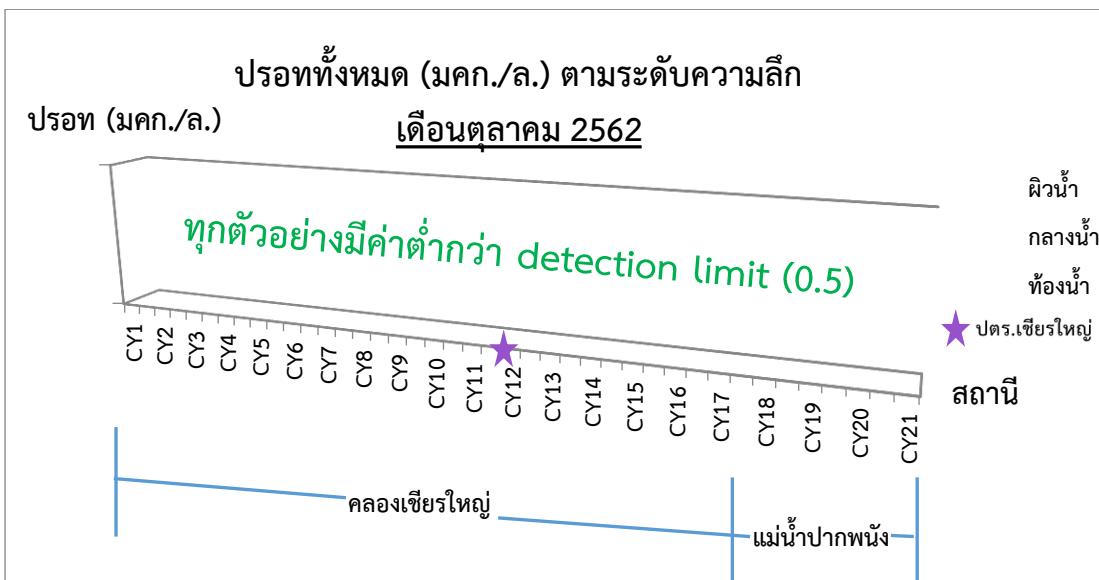 ปรอททั้งหมด (มคก./ล.) ตามระดับความลึก
เดือนตุลาคม 2562
ปรอท (มคก./ล.)
ทุกตัวอย่างมีค่าต่ำกว่า detection limit (0.5)
ผิวน้ำ
กลางน้ำ
ท้องน้ำ
ปตร.เชียรใหญ่
CY1
CY2
CY3
CY4
CY5
CY6
CY7
CY8
CY9
CY10
CY11
CY12
CY13
CY14
CY15
CY16
CY17
CY18
CY19
CY20
CY21
สถานี
คลองเชียรใหญ่
แม่น้ำปากพนัง